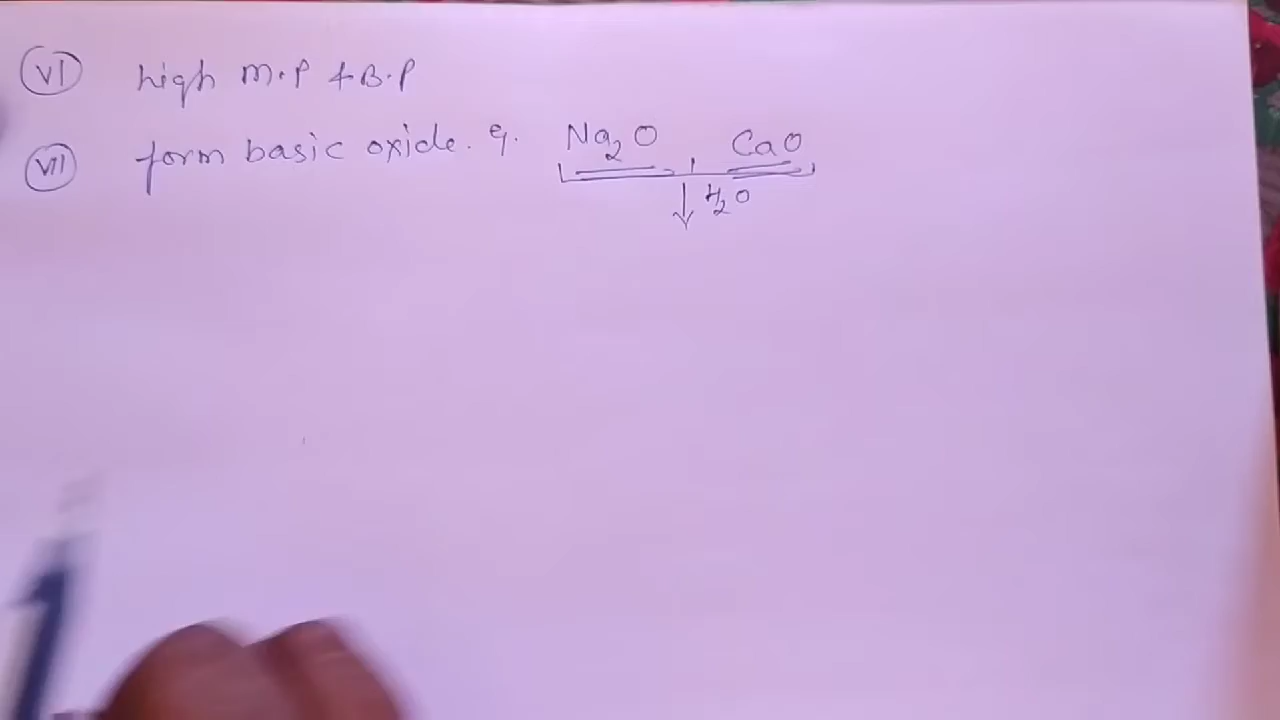 VI high m.p & B.p
VII form basic oxide. eg. Na₂O , CaO
↓ H₂O